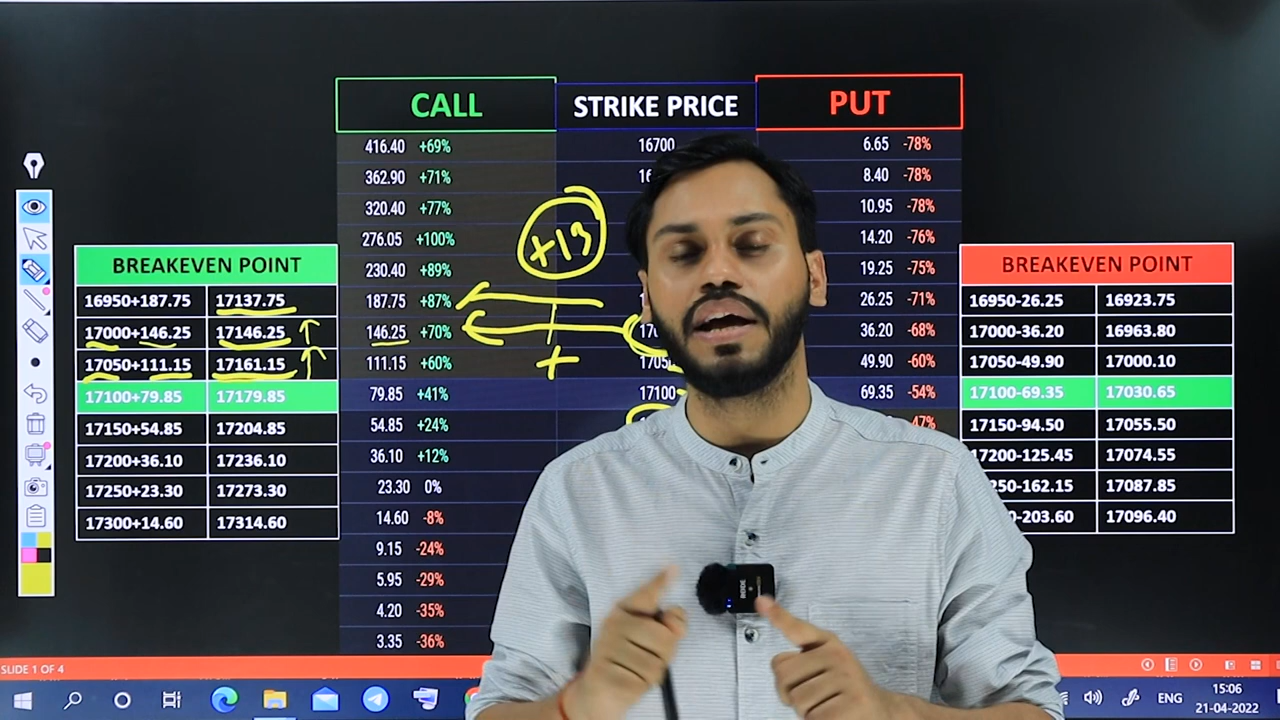 CALL STRIKE PRICE PUT
416.40 +69% 16700 6.65 -78%
362.90 +71% 8.40 -78%
320.40 +77% 10.95 -78%
276.05 +100% 14.20 -76%
230.40 +89% 19.25 -75%
187.75 +87% 26.25 -71%
146.25 +70% 36.20 -68%
111.15 +60% 49.90 -60%
79.85 +41% 17100 69.35 -54%
54.85 +24% 47%
36.10 +12%
23.30 0%
14.60 -8%
9.15 -24%
5.95 -29%
4.20 -35%
3.35 -36%
+13
+
BREAKEVEN POINT
16950+187.75 17137.75
17000+146.25 17146.25
17050+111.15 17161.15
17100+79.85 17179.85
17150+54.85 17204.85
17200+36.10 17236.10
17250+23.30 17273.30
17300+14.60 17314.60
BREAKEVEN POINT
16950-26.25 16923.75
17000-36.20 16963.80
17050-49.90 17000.10
17100-69.35 17030.65
17150-94.50 17055.50
17200-125.45 17074.55
250-162.15 17087.85
0-203.60 17096.40
SLIDE 1 OF 4
ENG 15:06
21-04-2022